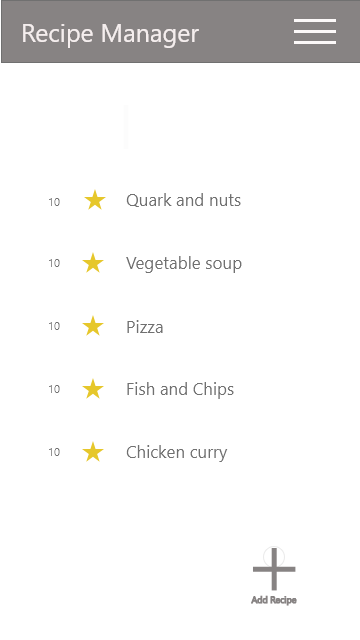 Recipe Manager
10 Quark and nuts
10 Vegetable soup
10 Pizza
10 Fish and Chips
10 Chicken curry
Add Recipe